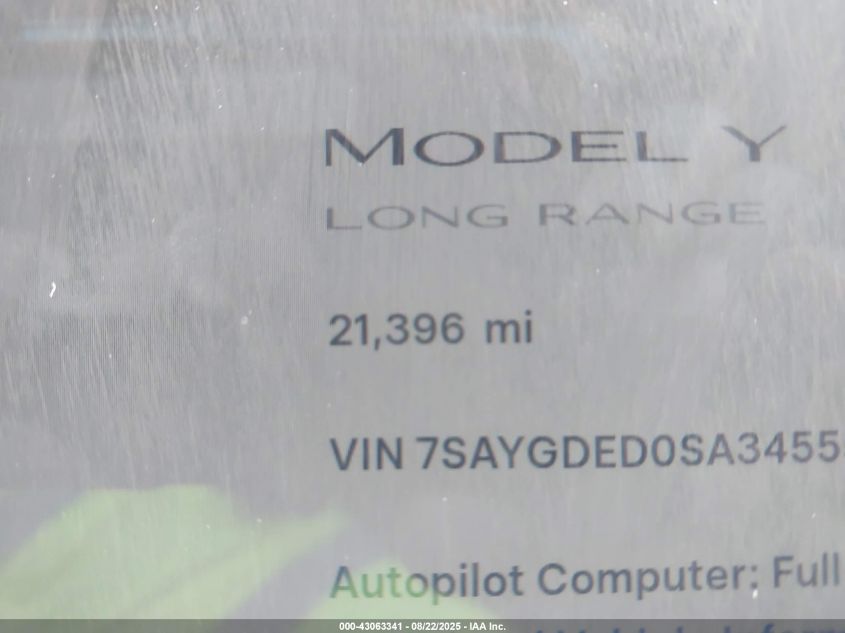 MODEL Y
LONG RANGE
21,396 mi
VIN 7SAYGDED0SA3455
Autopilot Computer: Full
000-43063341 - 08/22/2025 - IAA Inc.